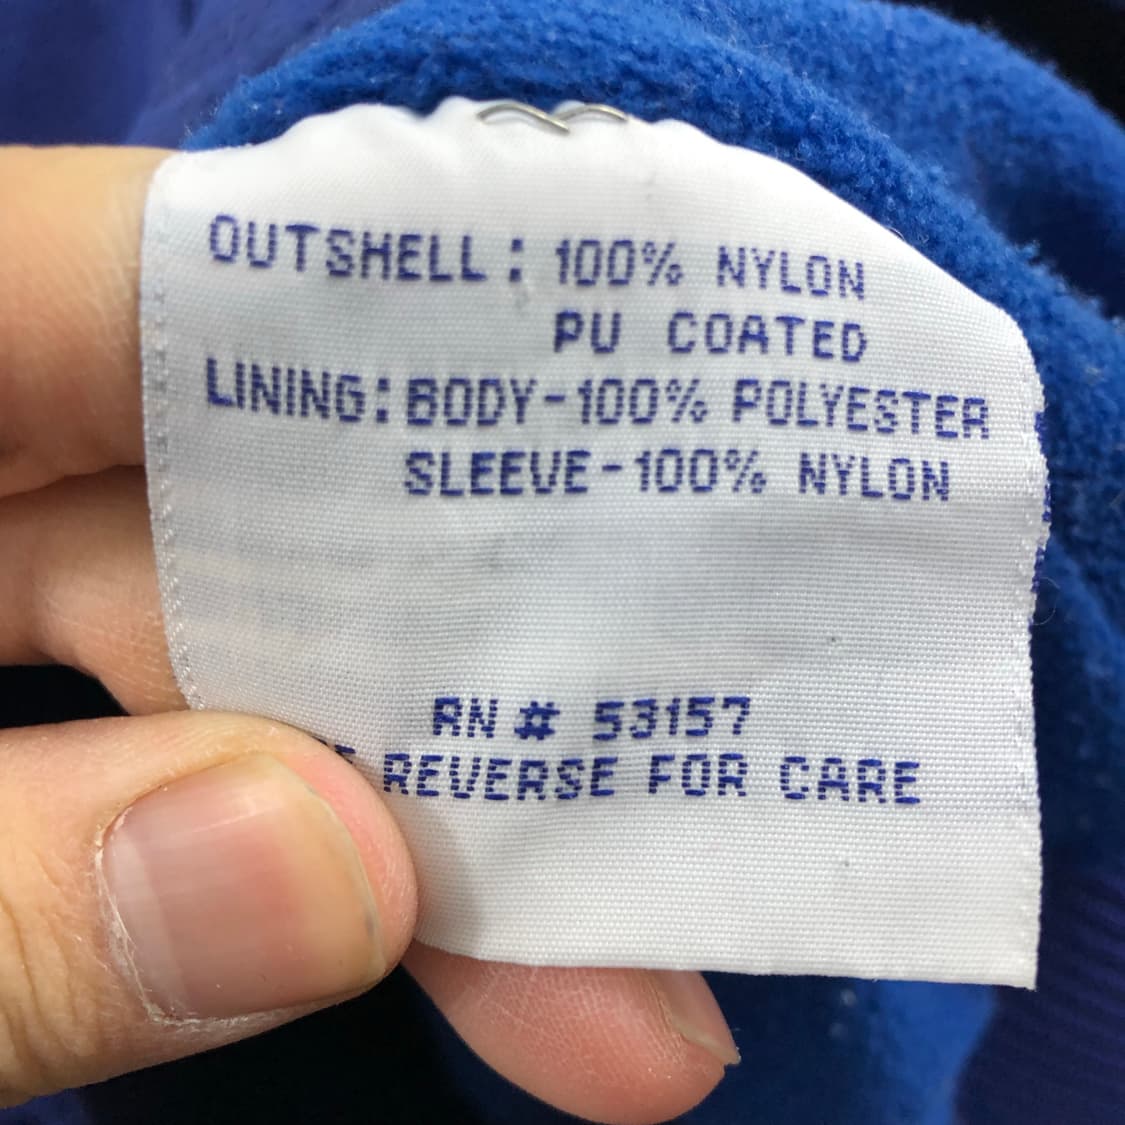 OUTSHELL: 100% NYLON
PU COATED
LINING: BODY-100% POLYESTER
SLEEVE-100% NYLON
RN # 53157
REVERSE FOR CARE